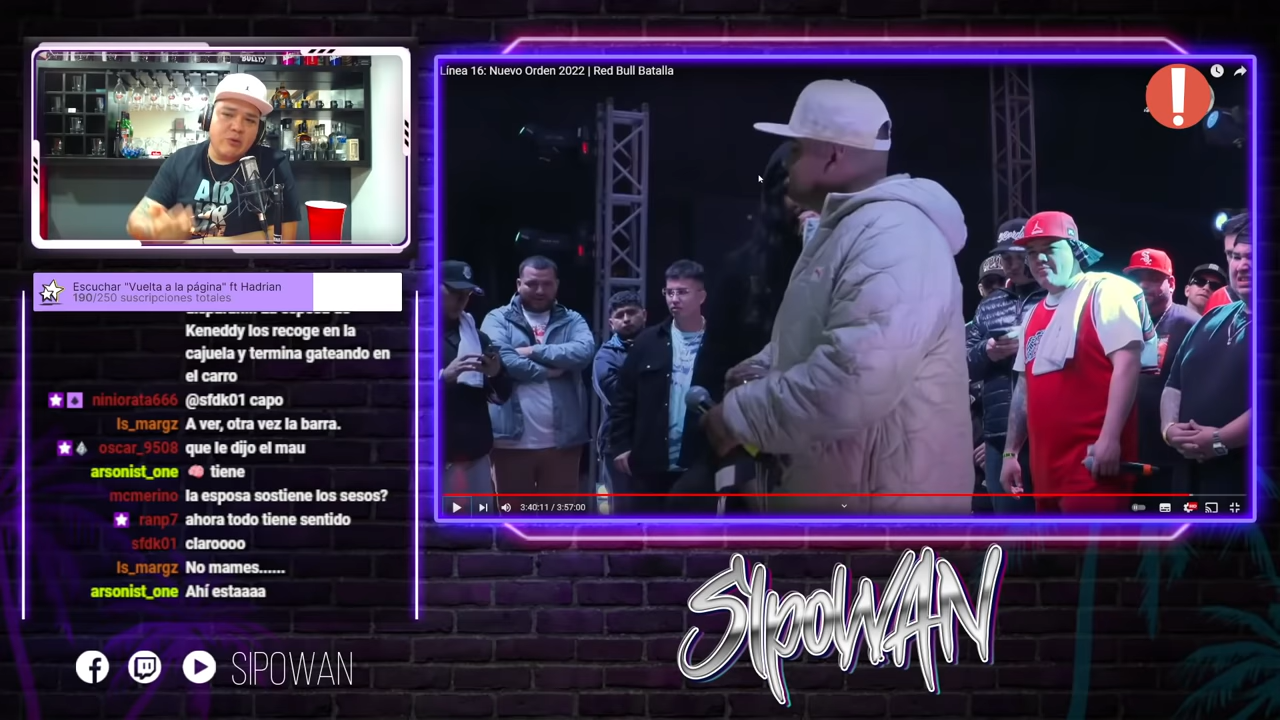 Línea 16: Nuevo Orden 2022 | Red Bull Batalla
AIR
Escuchar "Vuelta a la página" ft Hadrian
190/250 suscripciones totales
Keneddy los recoge en la
cajuela y termina gateando en
el carro
niniorata666 @sfdk01 capo
ls_margz A ver, otra vez la barra.
oscar_9508 que le dijo el mau
arsonist_one 🧠 tiene
mcmerino la esposa sostiene los sesos?
ranp7 ahora todo tiene sentido
sfdk01 claroooo
ls_margz No mames......
arsonist_one Ahí estaaaa
3:40:11 / 3:57:00
SIPOWAN
SIPOWAN